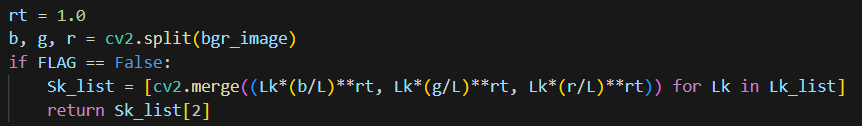 rt = 1.0
b, g, r = cv2.split(bgr_image)
if FLAG == False:
    Sk_list = [cv2.merge((Lk*(b/L)**rt, Lk*(g/L)**rt, Lk*(r/L)**rt)) for Lk in Lk_list]
    return Sk_list[2]